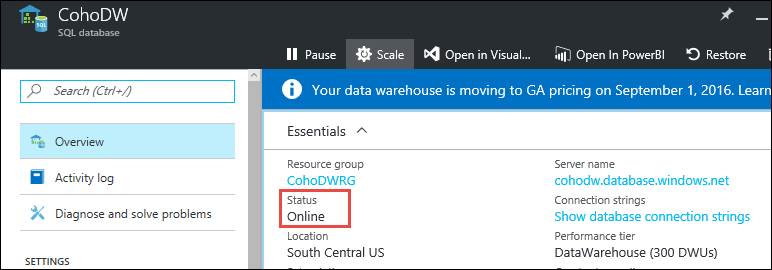 CohoDW
SQL database
Pause
Scale
Open in Visual...
Open In PowerBI
Restore
Search (Ctrl+/)
Your data warehouse is moving to GA pricing on September 1, 2016. Learn
Overview
Activity log
Diagnose and solve problems
SETTINGS
Essentials
Resource group
CohoDWRG
Status
Online
Location
South Central US
Server name
cohodw.database.windows.net
Connection strings
Show database connection strings
Performance tier
DataWarehouse (300 DWUs)